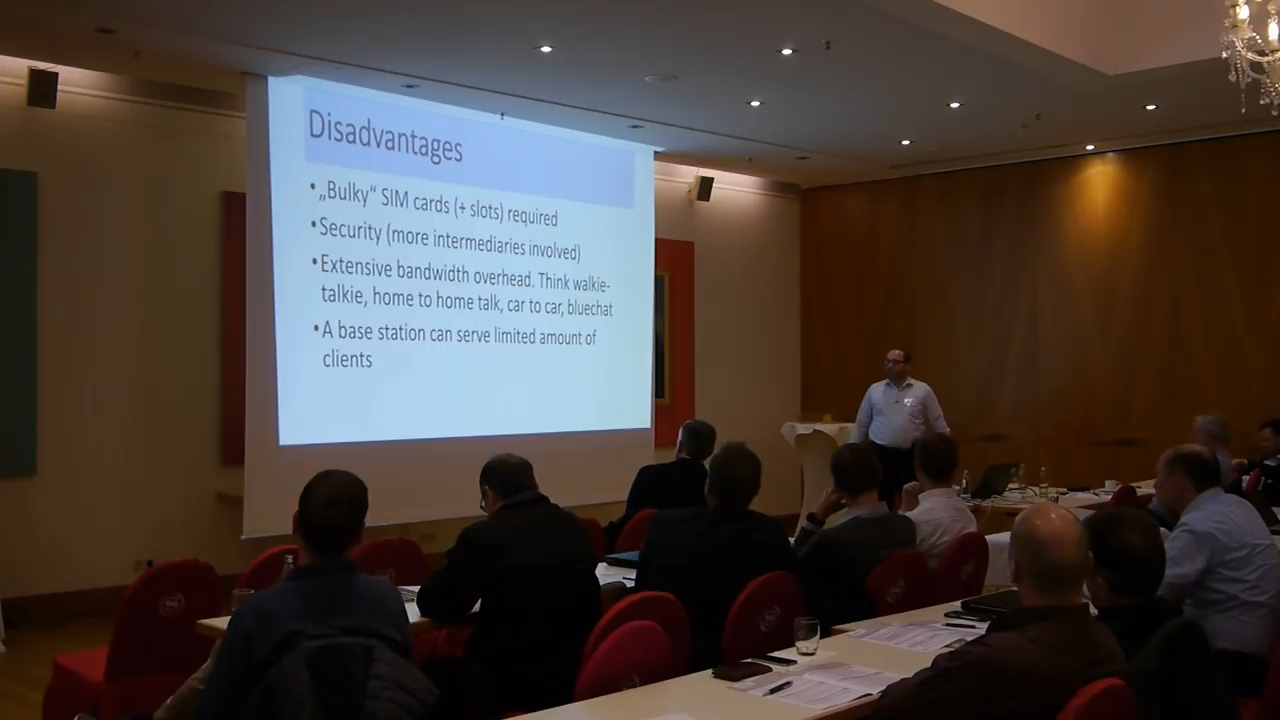 Disadvantages
•„Bulky“ SIM cards (+ slots) required
•Security (more intermediaries involved)
•Extensive bandwidth overhead. Think walkie-
talkie, home to home talk, car to car, bluechat
•A base station can serve limited amount of
clients